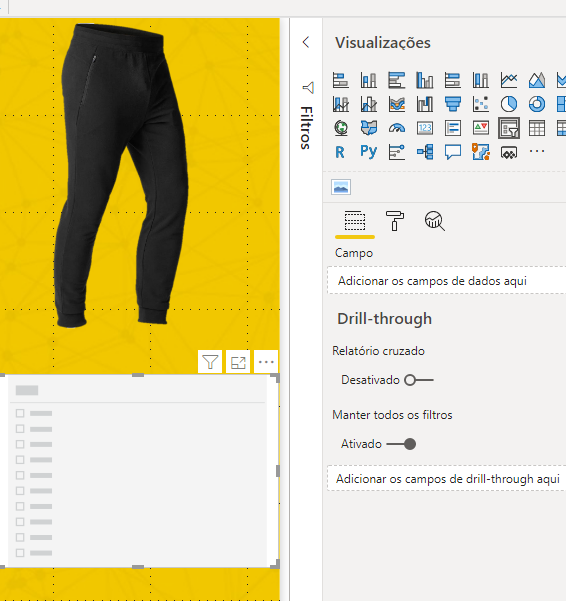 Visualizações
Filtros
123
R
Py
Campo
Adicionar os campos de dados aqui
Drill-through
Relatório cruzado
Desativado
Manter todos os filtros
Ativado
Adicionar os campos de drill-through aqui